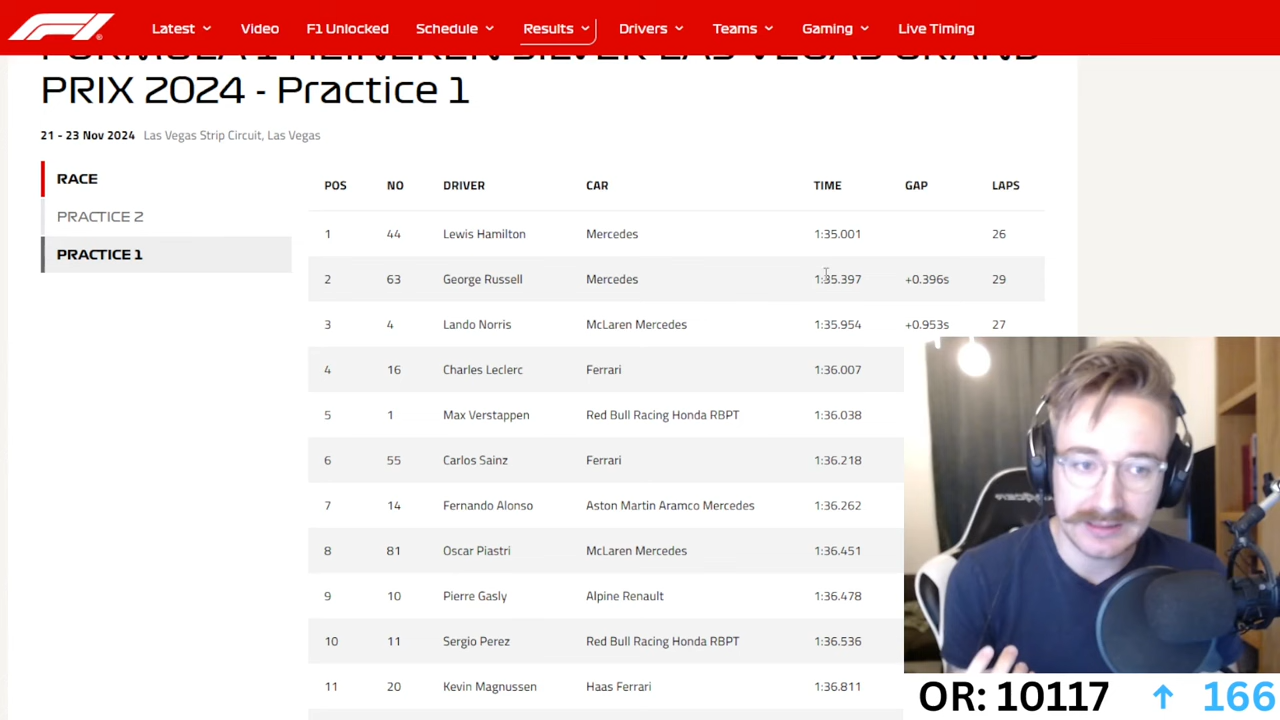 Latest Video F1 Unlocked Schedule Results Drivers Teams Gaming Live Timing
FORMULA 1 HEINEKEN SILVER LAS VEGAS GRAND
PRIX 2024 - Practice 1
21 - 23 Nov 2024 Las Vegas Strip Circuit, Las Vegas
RACE
PRACTICE 2
PRACTICE 1
POS NO DRIVER CAR TIME GAP LAPS
1 44 Lewis Hamilton Mercedes 1:35.001 26
2 63 George Russell Mercedes 1:35.397 +0.396s 29
3 4 Lando Norris McLaren Mercedes 1:35.954 +0.953s 27
4 16 Charles Leclerc Ferrari 1:36.007
5 1 Max Verstappen Red Bull Racing Honda RBPT 1:36.038
6 55 Carlos Sainz Ferrari 1:36.218
7 14 Fernando Alonso Aston Martin Aramco Mercedes 1:36.262
8 81 Oscar Piastri McLaren Mercedes 1:36.451
9 10 Pierre Gasly Alpine Renault 1:36.478
10 11 Sergio Perez Red Bull Racing Honda RBPT 1:36.536
11 20 Kevin Magnussen Haas Ferrari 1:36.811
OR: 10117 ↑ 166